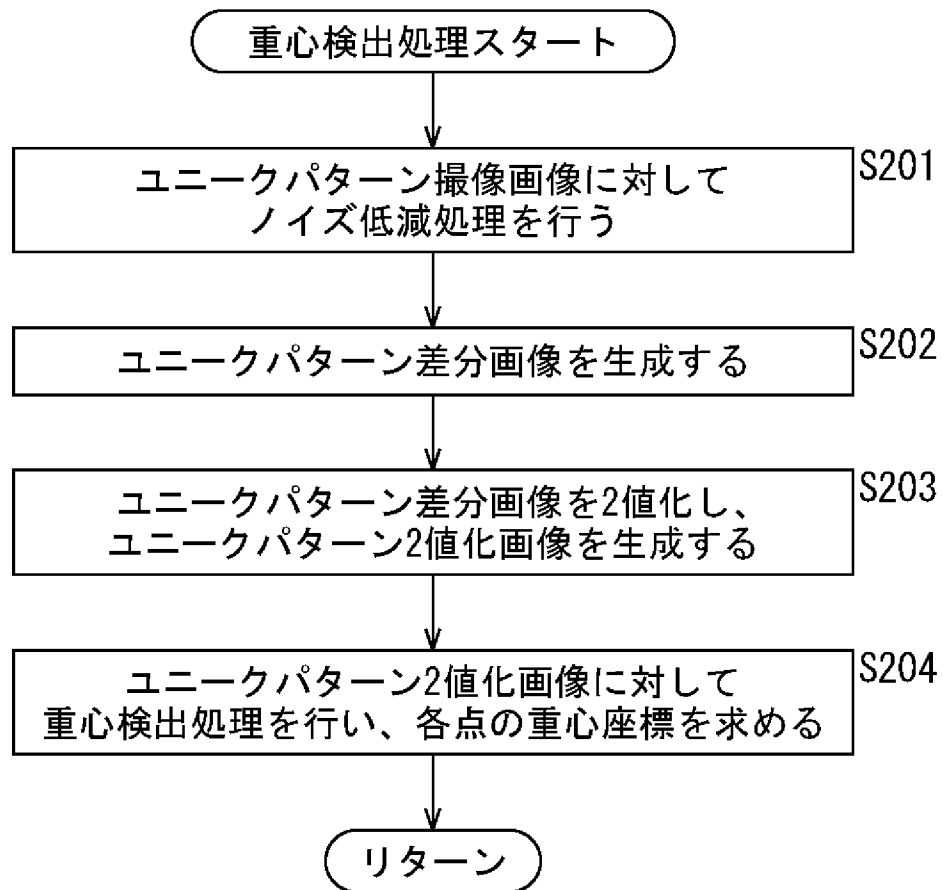 重心検出処理スタート
S201
ユニークパターン撮像画像に対して
ノイズ低減処理を行う
S202
ユニークパターン差分画像を生成する
S203
ユニークパターン差分画像を2値化し、
ユニークパターン2値化画像を生成する
S204
ユニークパターン2値化画像に対して
重心検出処理を行い、各点の重心座標を求める
リターン